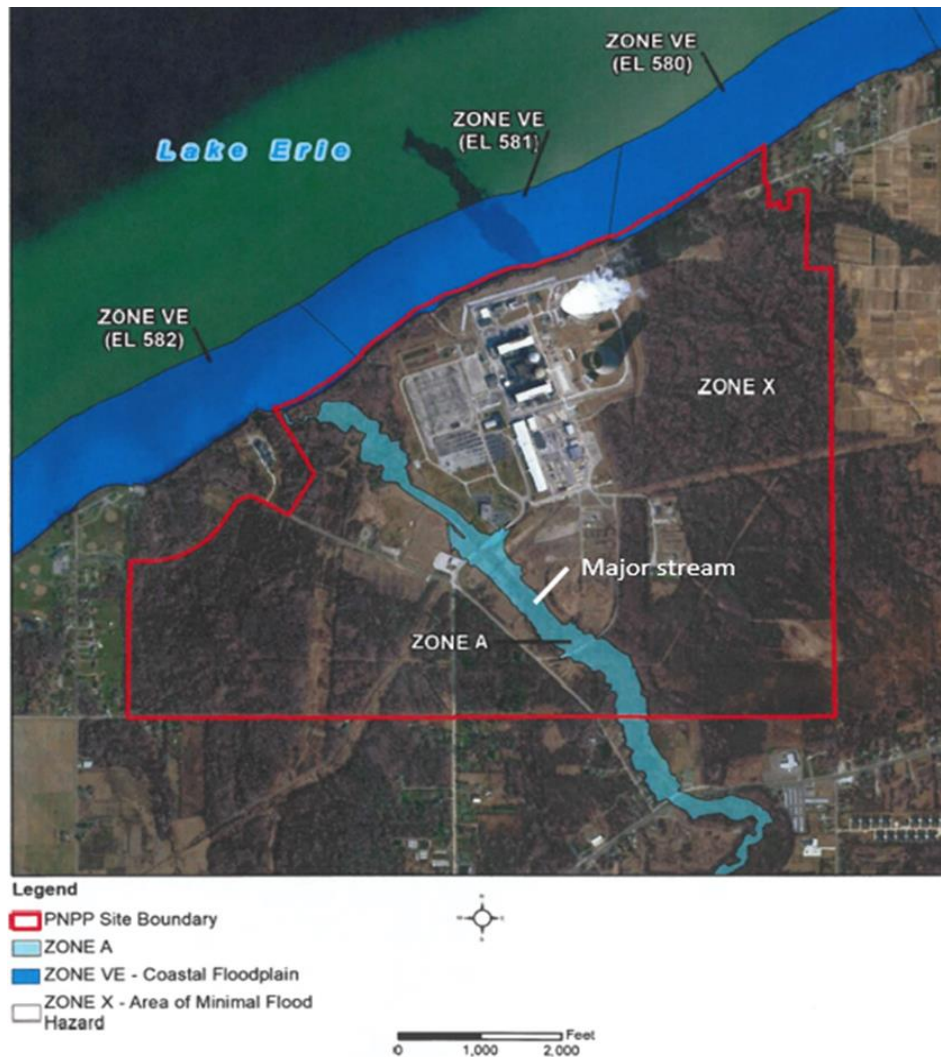 ZONE VE
(EL 580)
ZONE VE
(EL 581)
Lake Erie
ZONE VE
(EL 582)
ZONE X
Major stream
ZONE A
Legend
PNPP Site Boundary
ZONE A
ZONE VE - Coastal Floodplain
ZONE X - Area of Minimal Flood
Hazard
Feet
0 1,000 2,000